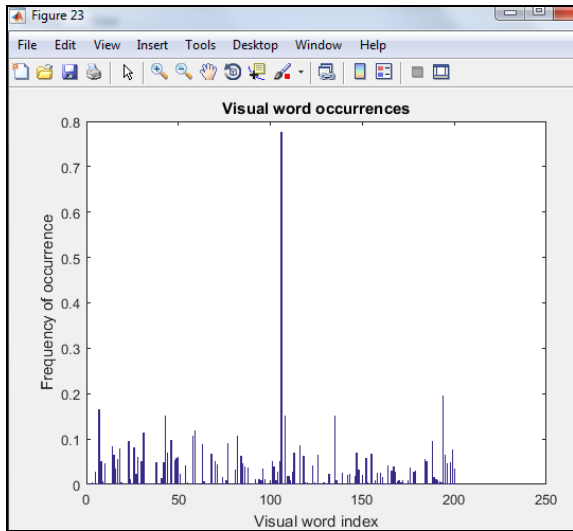 Figure 23
File Edit View Insert Tools Desktop Window Help
Visual word occurrences
0.8
0.7
0.6
0.5
0.4
0.3
0.2
0.1
0
Frequency of occurrence
0 50 100 150 200 250
Visual word index